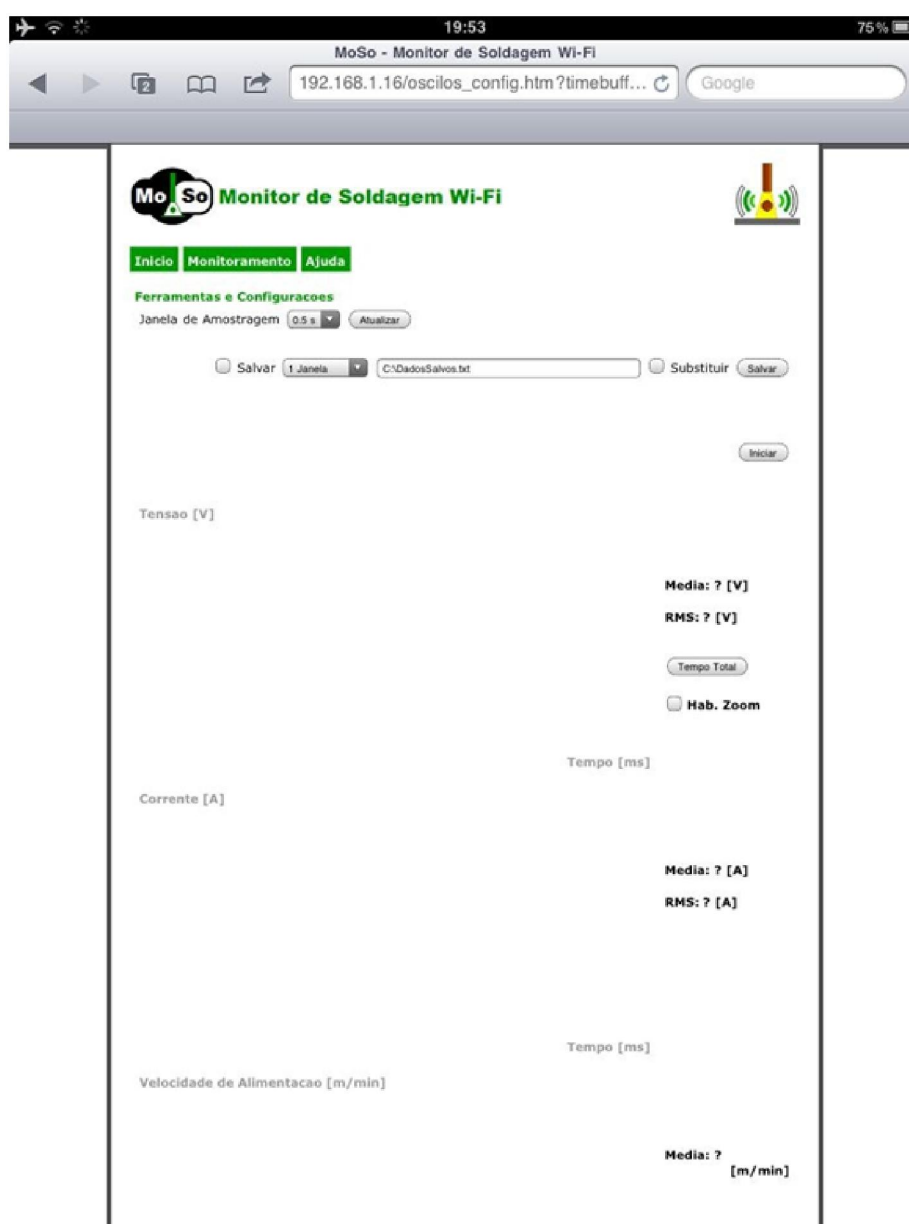 19:53
75%
MoSo - Monitor de Soldagem Wi-Fi
2
192.168.1.16/oscilos_config.htm?timebuff...
Google
Mo So Monitor de Soldagem Wi-Fi
Inicio Monitoramento Ajuda
Ferramentas e Configuracoes
Janela de Amostragem 0.5 s Atualizar
Salvar 1 Janela C:\DadosSalvos.txt Substituir Salvar
Iniciar
Tensao [V]
Media: ? [V]
RMS: ? [V]
Tempo Total
Hab. Zoom
Tempo [ms]
Corrente [A]
Media: ? [A]
RMS: ? [A]
Tempo [ms]
Velocidade de Alimentacao [m/min]
Media: ?
[m/min]